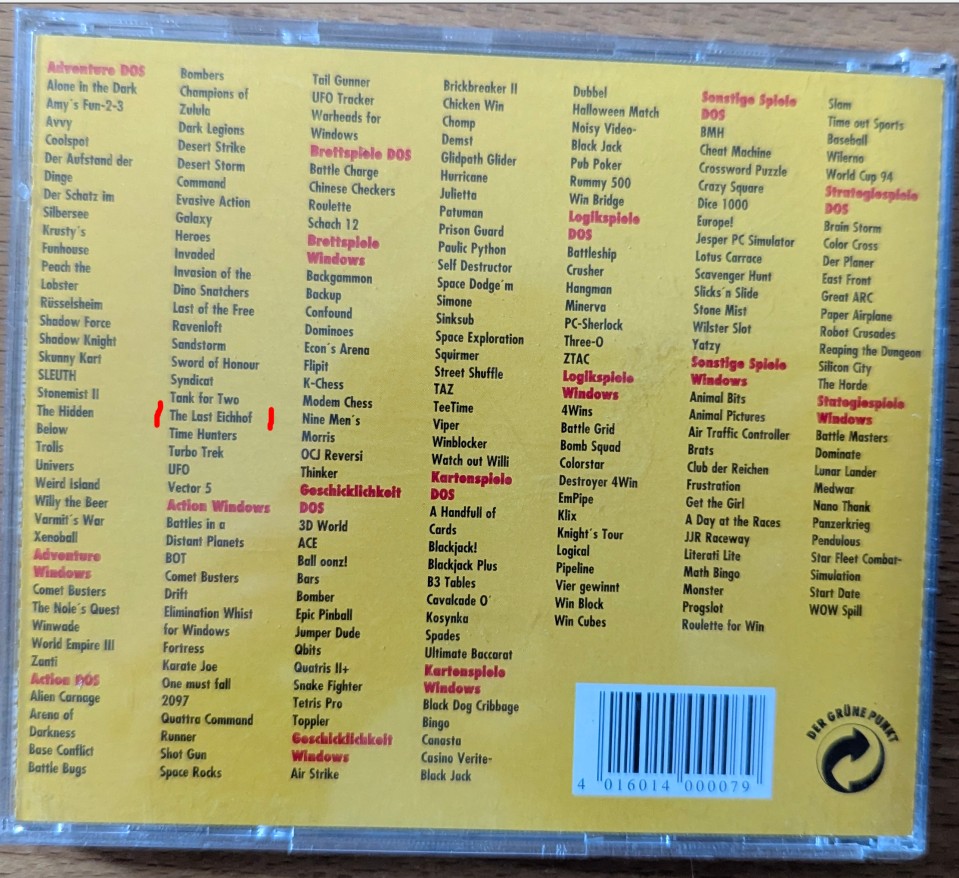 Adventure DOS
Alone in the Dark
Amy´s Fun-2-3
Avvy
Coolspot
Der Aufstand der
Dinge
Der Schatz im
Silbersee
Krusty´s
Funhouse
Peach the
Lobster
Rüsselsheim
Shadow Force
Shadow Knight
Skunny Kart
SLEUTH
Stonemist II
The Hidden
Below
Trolls
Univers
Weird Island
Willy the Beer
Varmit´s War
Xenoball
Adventure
Windows
Comet Busters
The Nole´s Quest
Winwade
World Empire III
Zanti
Action DOS
Alien Carnage
Arena of
Darkness
Base Conflict
Battle Bugs
Bombers
Champions of
Zulula
Dark Legions
Desert Strike
Desert Storm
Command
Evasive Action
Galaxy
Heroes
Invaded
Invasion of the
Dino Snatchers
Last of the Free
Ravenloft
Sandstorm
Sword of Honour
Syndicat
Tank for Two
The Last Eichhof
Time Hunters
Turbo Trek
UFO
Vector 5
Action Windows
Battles in a
Distant Planets
BOT
Comet Busters
Drift
Elimination Whist
for Windows
Fortress
Karate Joe
One must fall
2097
Quattra Command
Runner
Shot Gun
Space Rocks
Tail Gunner
UFO Tracker
Warheads for
Windows
Brettspiele DOS
Battle Charge
Chinese Checkers
Roulette
Schach 12
Brettspiele
Windows
Backgammon
Backup
Confound
Dominoes
Econ´s Arena
Flipit
K-Chess
Modem Chess
Nine Men´s
Morris
OCJ Reversi
Thinker
Geschicklichkeit
DOS
3D World
ACE
Ball oonz!
Bars
Bomber
Epic Pinball
Jumper Dude
Qbits
Quatris II+
Snake Fighter
Tetris Pro
Toppler
Geschicklichkeit
Windows
Air Strike
Brickbreaker II
Chicken Win
Chomp
Demst
Glidpath Glider
Hurricane
Julietta
Patuman
Prison Guard
Paulic Python
Self Destructor
Space Dodge´m
Simone
Sinksub
Space Exploration
Squirmer
Street Shuffle
TAZ
TeeTime
Viper
Winblocker
Watch out Willi
Kartenspiele
DOS
A Handfull of
Cards
Blackjack!
Blackjack Plus
B3 Tables
Cavalcade O´
Kosynka
Spades
Ultimate Baccarat
Kartenspiele
Windows
Black Dog Cribbage
Bingo
Canasta
Casino Verite-
Black Jack
Dubbel
Halloween Match
Noisy Video-
Black Jack
Pub Poker
Rummy 500
Win Bridge
Logikspiele
DOS
Battleship
Crusher
Hangman
Minerva
PC-Sherlock
Three-O
ZTAC
Logikspiele
Windows
4Wins
Battle Grid
Bomb Squad
Colorstar
Destroyer 4Win
EmPipe
Klix
Knight´s Tour
Logical
Pipeline
Vier gewinnt
Win Block
Win Cubes
Sonstige Spiele
DOS
BMH
Cheat Machine
Crossword Puzzle
Crazy Square
Dice 1000
Europe!
Jesper PC Simulator
Lotus Carrace
Scavenger Hunt
Slicks´n Slide
Stone Mist
Wilster Slot
Yatzy
Sonstige Spiele
Windows
Animal Bits
Animal Pictures
Air Traffic Controller
Brats
Club der Reichen
Frustration
Get the Girl
A Day at the Races
JJR Raceway
Literati Lite
Math Bingo
Monster
Progslot
Roulette for Win
Slam
Time out Sports
Baseball
Wilerno
World Cup 94
Strategiespiele
DOS
Brain Storm
Color Cross
Der Planer
East Front
Great ARC
Paper Airplane
Robot Crusades
Reaping the Dungeon
Silicon City
The Horde
Statogiespiele
Windows
Battle Masters
Dominate
Lunar Lander
Medwar
Nano Thank
Panzerkrieg
Pendulous
Star Fleet Combat-
Simulation
Start Date
WOW Spill
4 016014 000079
DER GRÜNE PUNKT